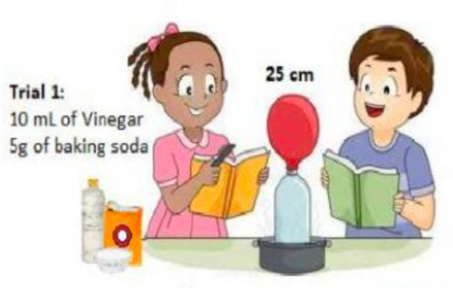 Trial 1:
10 mL of Vinegar
5g of baking soda
25 cm